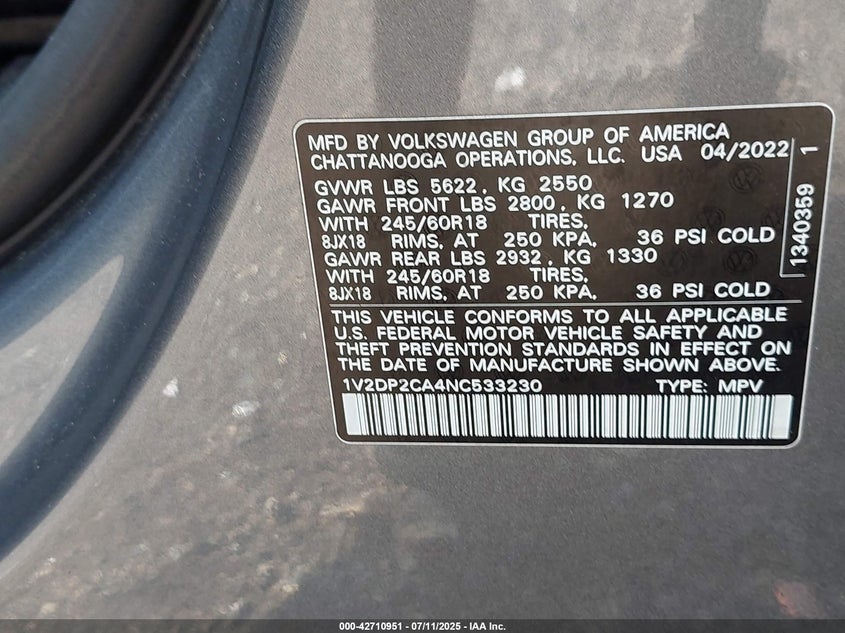 MFD BY VOLKSWAGEN GROUP OF AMERICA
CHATTANOOGA OPERATIONS, LLC. USA 04/2022
GVWR LBS 5622, KG 2550
GAWR FRONT LBS 2800, KG 1270
WITH 245/60R18 TIRES,
8JX18 RIMS, AT 250 KPA, 36 PSI COLD
GAWR REAR LBS 2932, KG 1330
WITH 245/60R18 TIRES,
8JX18 RIMS, AT 250 KPA, 36 PSI COLD
THIS VEHICLE CONFORMS TO ALL APPLICABLE
U.S. FEDERAL MOTOR VEHICLE SAFETY AND
THEFT PREVENTION STANDARDS IN EFFECT ON
THE DATE OF MANUFACTURE SHOWN ABOVE.
1V2DP2CA4NC533230 TYPE: MPV
1340359 1
000-42710951 - 07/11/2025 - IAA Inc.